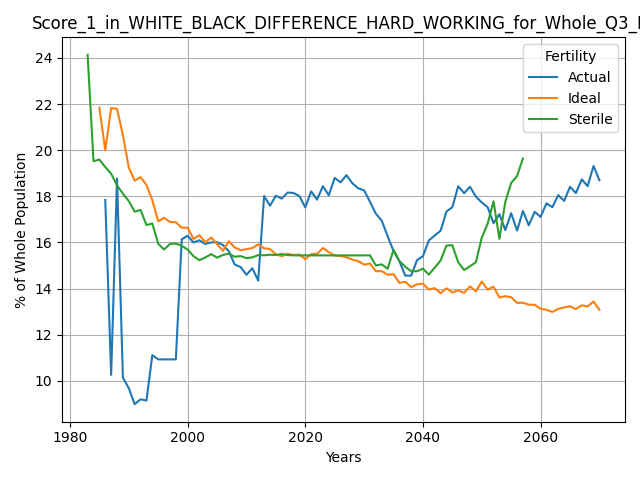 Score_1_in_WHITE_BLACK_DIFFERENCE_HARD_WORKING_for_Whole_Q3_
Fertility
Actual
Ideal
Sterile
% of Whole Population
24
22
20
18
16
14
12
10
1980
2000
2020
2040
2060
Years